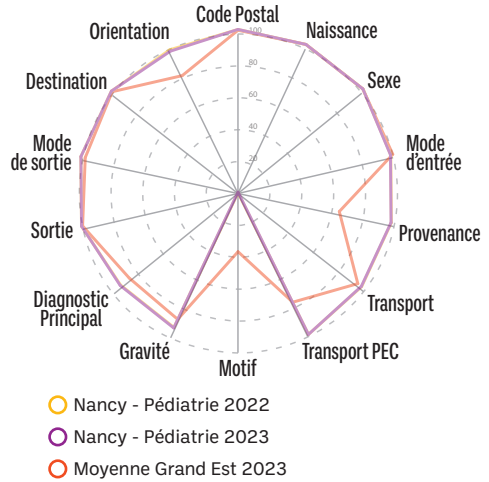 Code Postal
Naissance
Sexe
Mode
d'entrée
Provenance
Transport
Transport PEC
Motif
Gravité
Diagnostic
Principal
Sortie
Mode
de sortie
Destination
Orientation
100
80
60
40
20
Nancy - Pédiatrie 2022
Nancy - Pédiatrie 2023
Moyenne Grand Est 2023